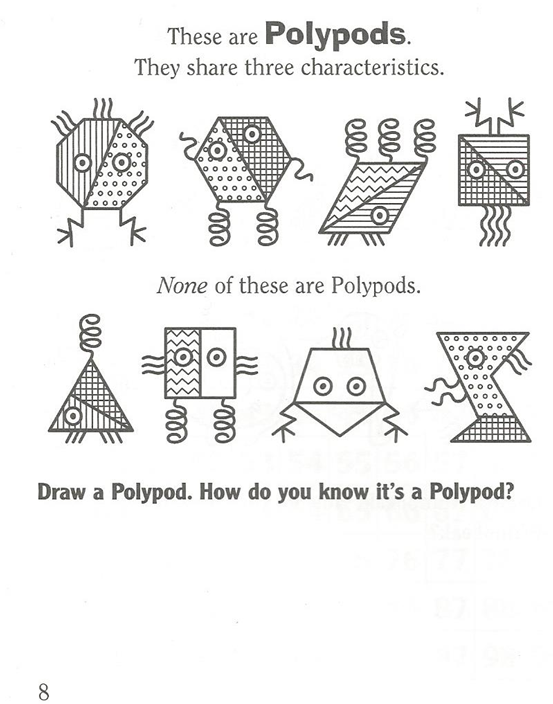 These are Polypods.
They share three characteristics.
None of these are Polypods.
Draw a Polypod. How do you know it's a Polypod?
8